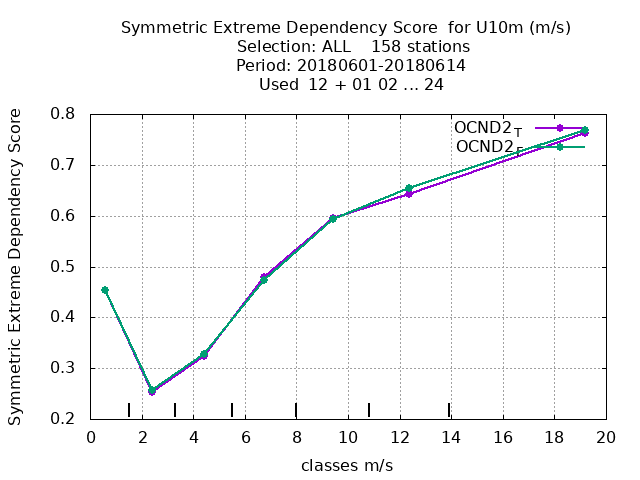 Symmetric Extreme Dependency Score  for U10m (m/s)
Selection: ALL    158 stations
Period: 20180601-20180614
Used  12 + 01 02 ... 24
Symmetric Extreme Dependency Score
0.8
0.7
0.6
0.5
0.4
0.3
0.2
OCND2_T
OCND2_F
0 2 4 6 8 10 12 14 16 18 20
classes m/s